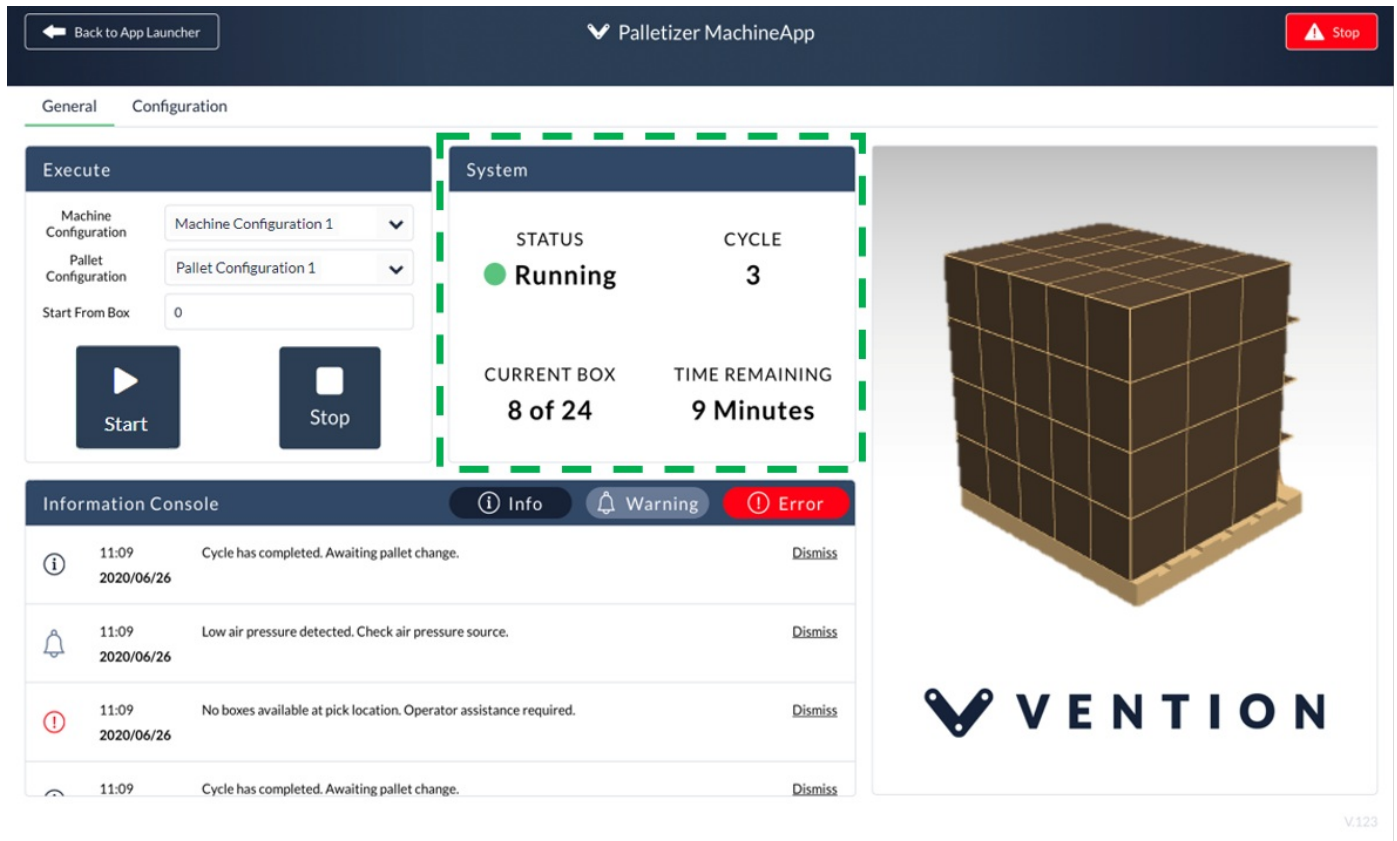 Back to App Launcher
Palletizer MachineApp
Stop
General
Configuration
Execute
Machine
Configuration
Machine Configuration 1
Pallet
Configuration
Pallet Configuration 1
Start From Box
0
Start
Stop
System
STATUS
CYCLE
Running
3
CURRENT BOX
TIME REMAINING
8 of 24
9 Minutes
Information Console
Info
Warning
Error
11:09
2020/06/26
Cycle has completed. Awaiting pallet change.
Dismiss
11:09
2020/06/26
Low air pressure detected. Check air pressure source.
Dismiss
11:09
2020/06/26
No boxes available at pick location. Operator assistance required.
Dismiss
11:09
Cycle has completed. Awaiting pallet change.
Dismiss
VENTION
V.123